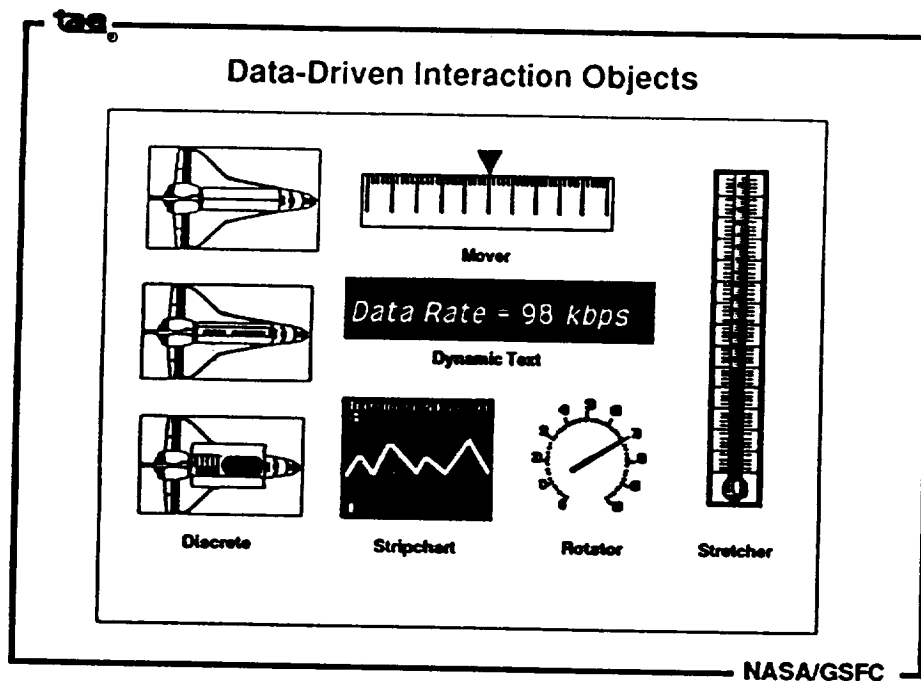 tae
®
Data-Driven Interaction Objects
Mover
Data Rate = 98 kbps
Dynamic Text
Discrete
Stripchart
Rotator
Stretcher
NASA/GSFC